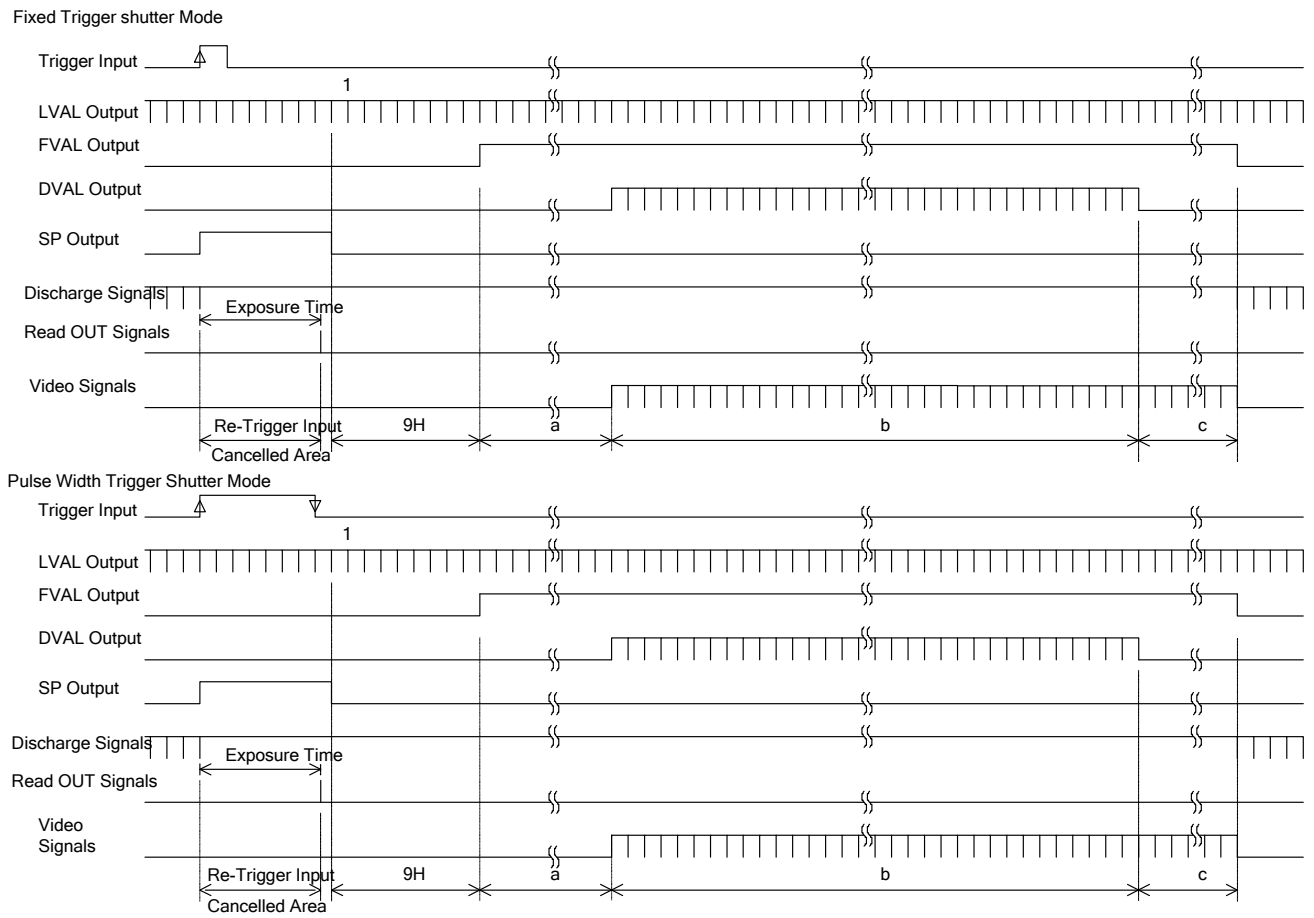 Fixed Trigger shutter Mode
Trigger Input
1
LVAL Output
FVAL Output
DVAL Output
SP Output
Discharge Signals
Exposure Time
Read OUT Signals
Video Signals
Re-Trigger Input 9H a b c
Cancelled Area
Pulse Width Trigger Shutter Mode
Trigger Input
1
LVAL Output
FVAL Output
DVAL Output
SP Output
Discharge Signals
Exposure Time
Read OUT Signals
Video
Signals
Re-Trigger Input 9H a b c
Cancelled Area